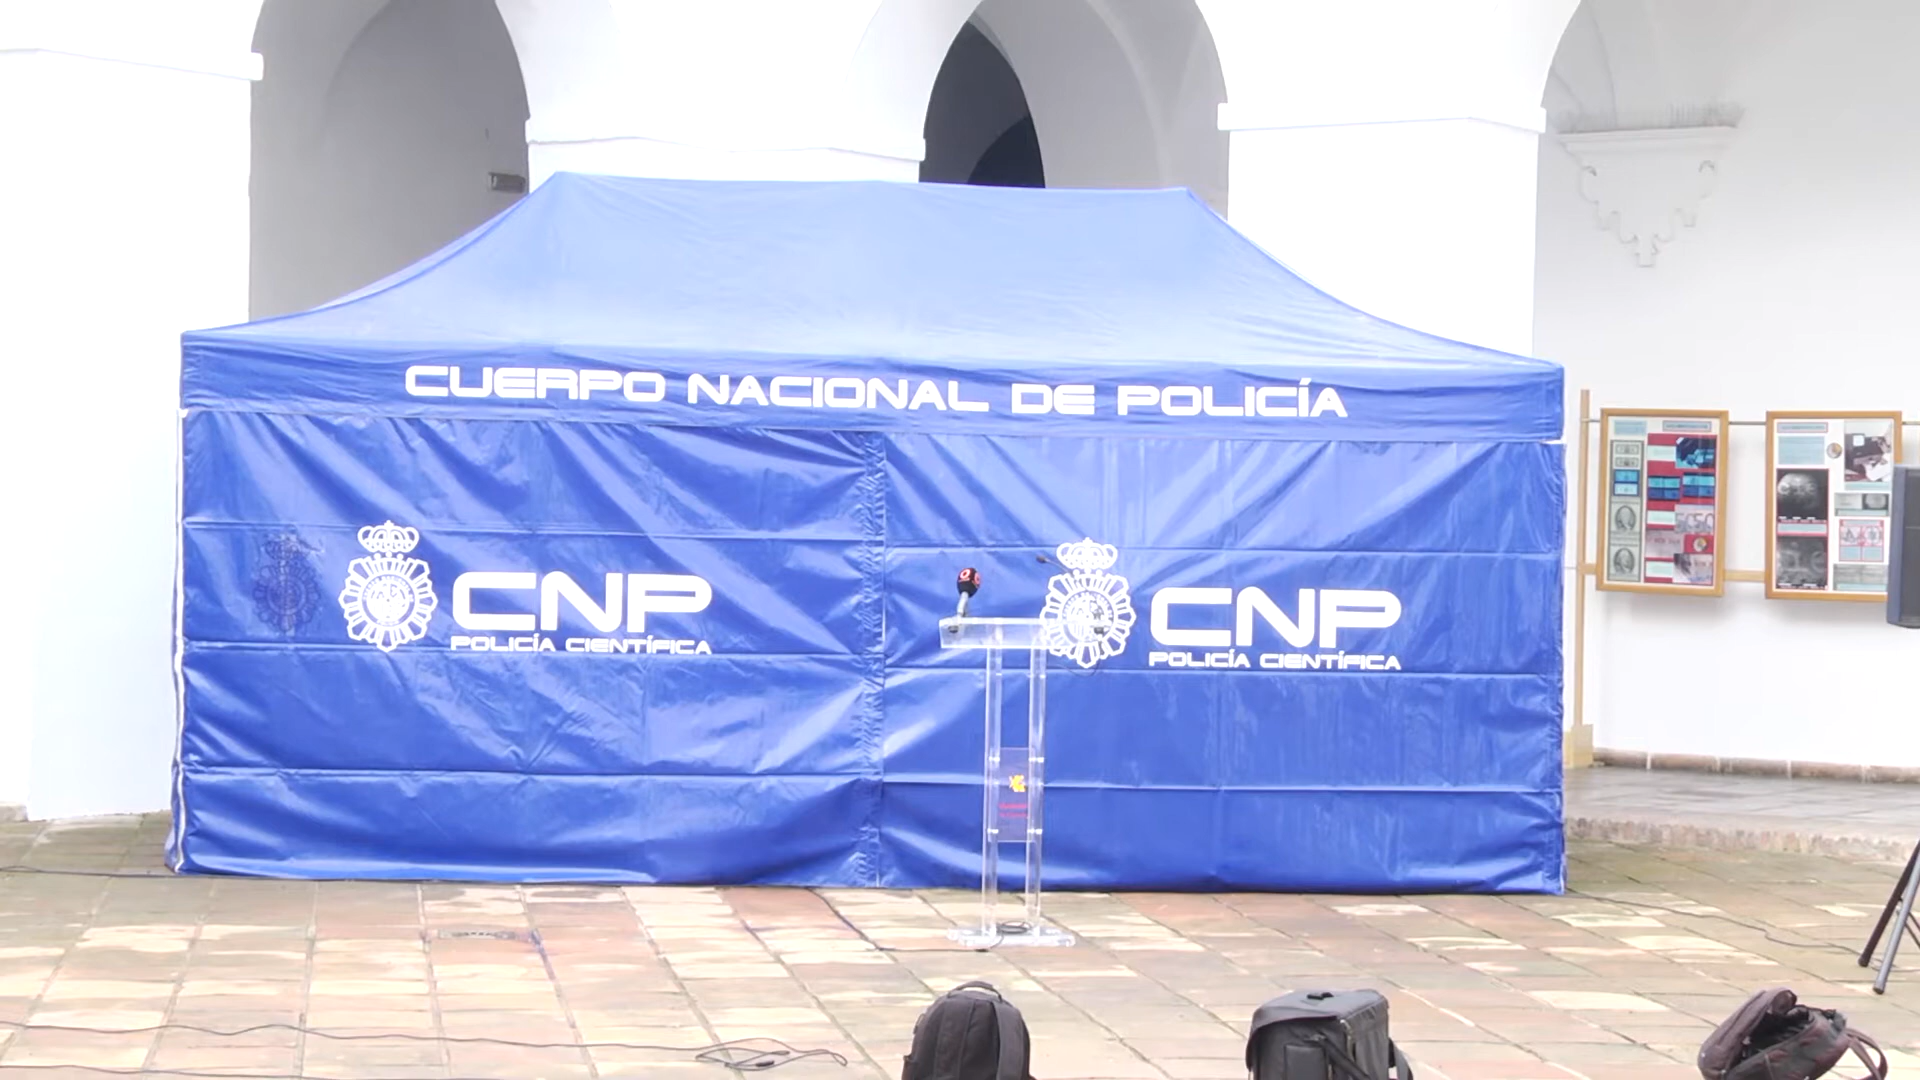 CUERPO NACIONAL DE POLICÍA
CNP
POLICÍA CIENTÍFICA
CNP
POLICÍA CIENTÍFICA